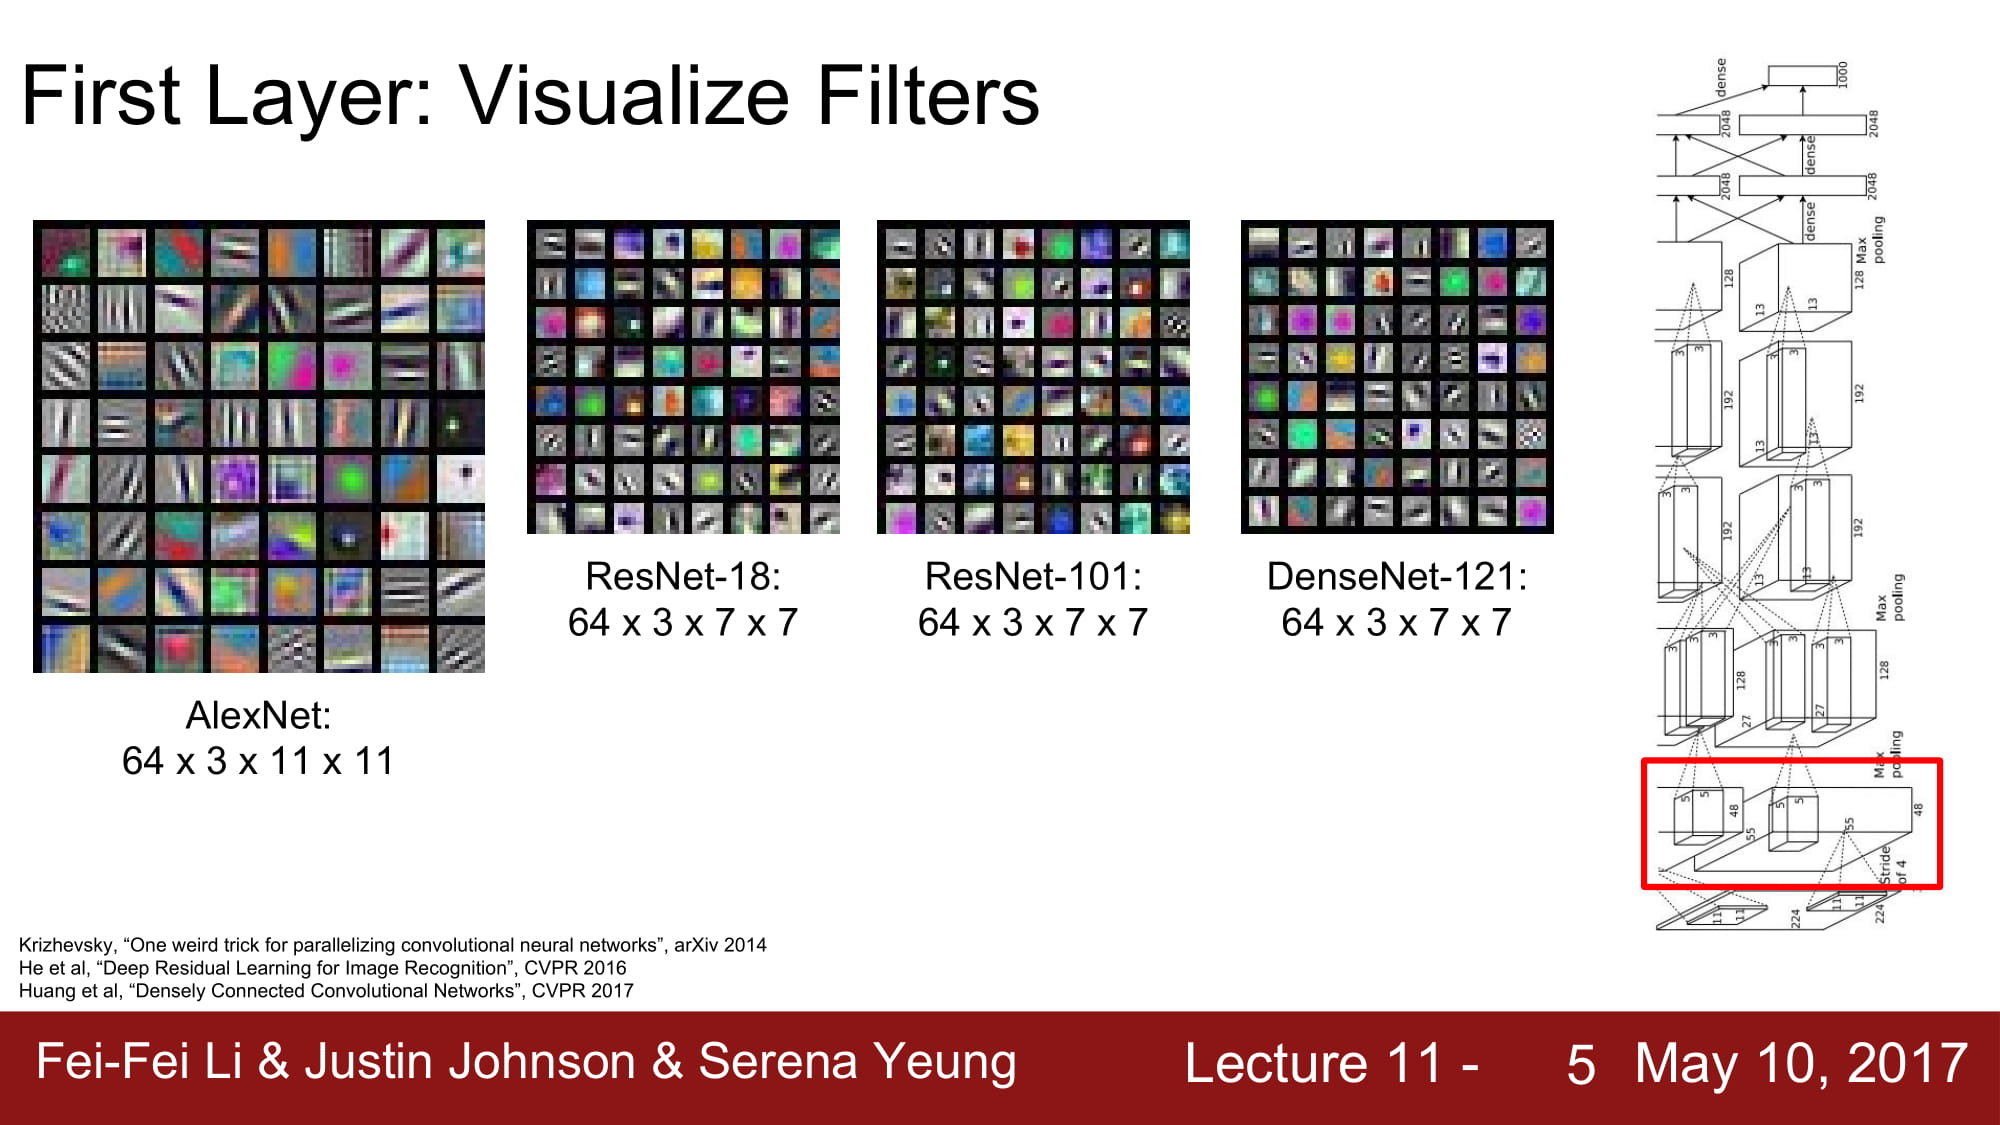 First Layer: Visualize Filters
AlexNet:
64 x 3 x 11 x 11
ResNet-18:
64 x 3 x 7 x 7
ResNet-101:
64 x 3 x 7 x 7
DenseNet-121:
64 x 3 x 7 x 7
dense
1000
2048
2048
dense
2048
2048
dense
Max
pooling
128
128
13
13
3
3
3
3
192
192
13
13
3
3
3
3
192
192
13
13
Max
pooling
3
3
3
3
3
3
3
128
128
27
27
Max
pooling
5
5
5
5
48
48
55
55
Stride
of 4
11
11
11
11
224
224
Krizhevsky, “One weird trick for parallelizing convolutional neural networks”, arXiv 2014
He et al, “Deep Residual Learning for Image Recognition”, CVPR 2016
Huang et al, “Densely Connected Convolutional Networks”, CVPR 2017
Fei-Fei Li & Justin Johnson & Serena Yeung
Lecture 11 - 5 May 10, 2017